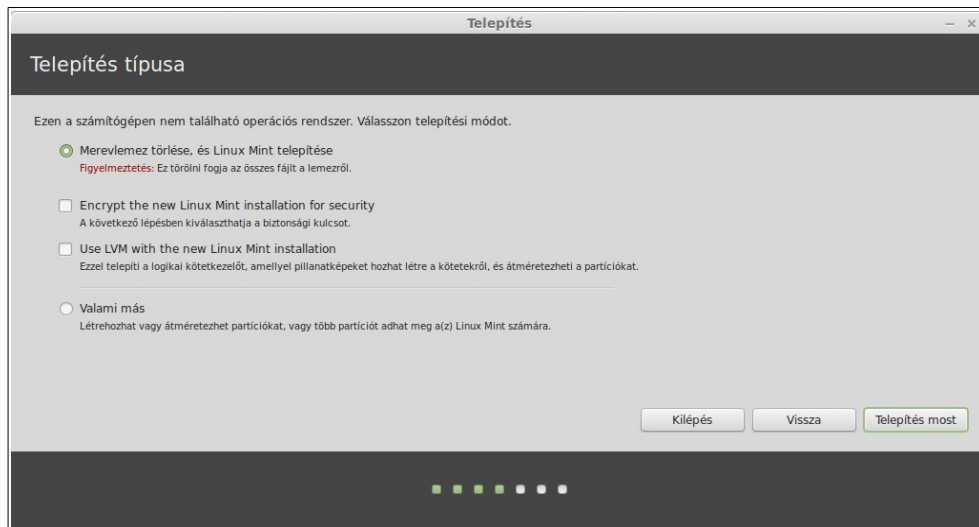 Telepítés
Telepítés típusa
Ezen a számítógépen nem található operációs rendszer. Válasszon telepítési módot.
Merevlemez törlése, és Linux Mint telepítése
Figyelmeztetés: Ez törölni fogja az összes fájlt a lemezről.
Encrypt the new Linux Mint installation for security
A következő lépésben kiválaszthatja a biztonsági kulcsot.
Use LVM with the new Linux Mint installation
Ezzel telepíti a logikai kötetkezelőt, amellyel pillanatképeket hozhat létre a kötetekről, és átméretezheti a partíciókat.
Valami más
Létrehozhat vagy átméretezhet partíciókat, vagy több partíciót adhat meg a(z) Linux Mint számára.
Kilépés
Vissza
Telepítés most